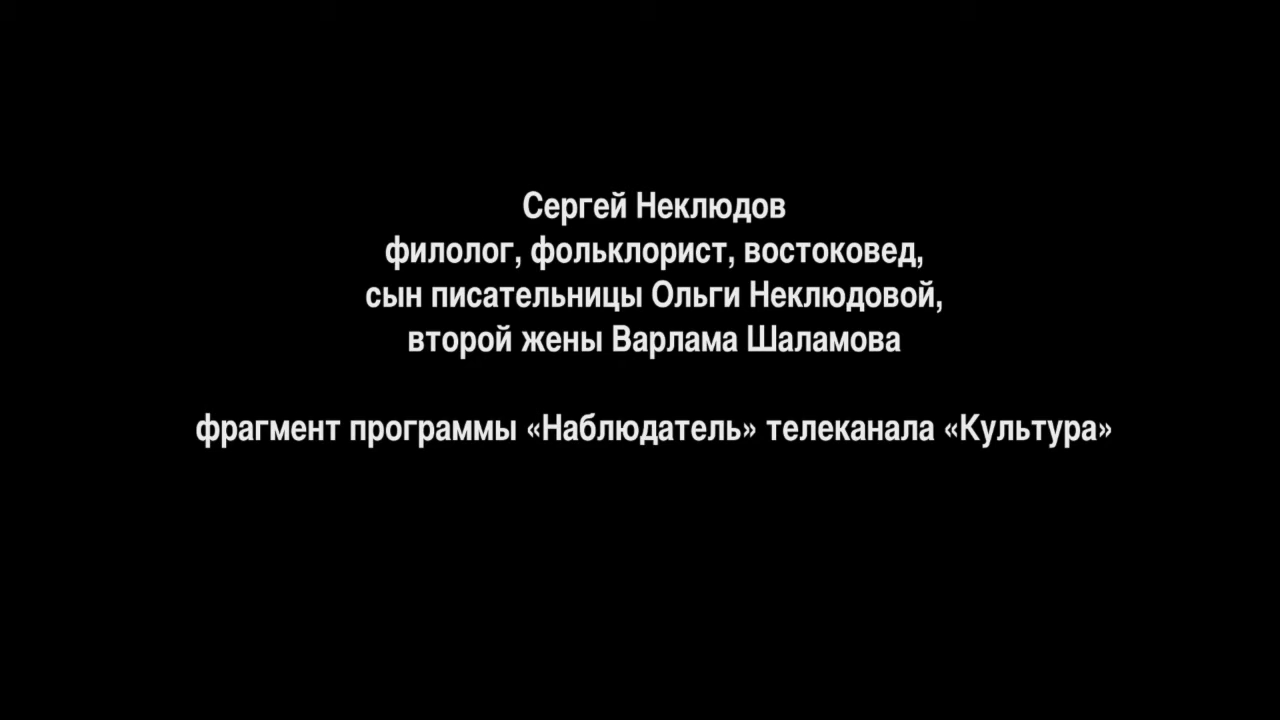 Сергей Неклюдов
филолог, фольклорист, востоковед,
сын писательницы Ольги Неклюдовой,
второй жены Варлама Шаламова
фрагмент программы «Наблюдатель» телеканала «Культура»